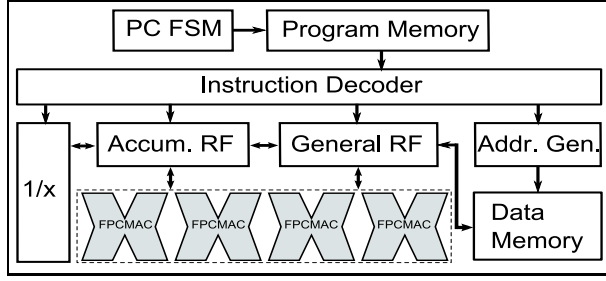 PC FSM
Program Memory
Instruction Decoder
1/x
Accum. RF
General RF
Addr. Gen.
FPCMAC
FPCMAC
FPCMAC
FPCMAC
Data
Memory